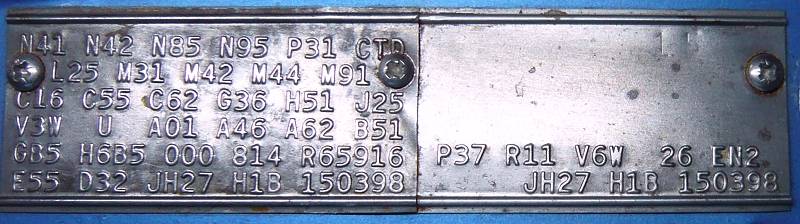 N41 N42 N85 N95 P31 CTD
L25 M31 M42 M44 M91
C16 C55 C62 G36 H51 J25
V3W U A01 A46 A62 B51
GB5 H6B5 000 814 R65916
E55 D32 JH27 H1B 150398
P37 R11 V6W 26 EN2
JH27 H1B 150398